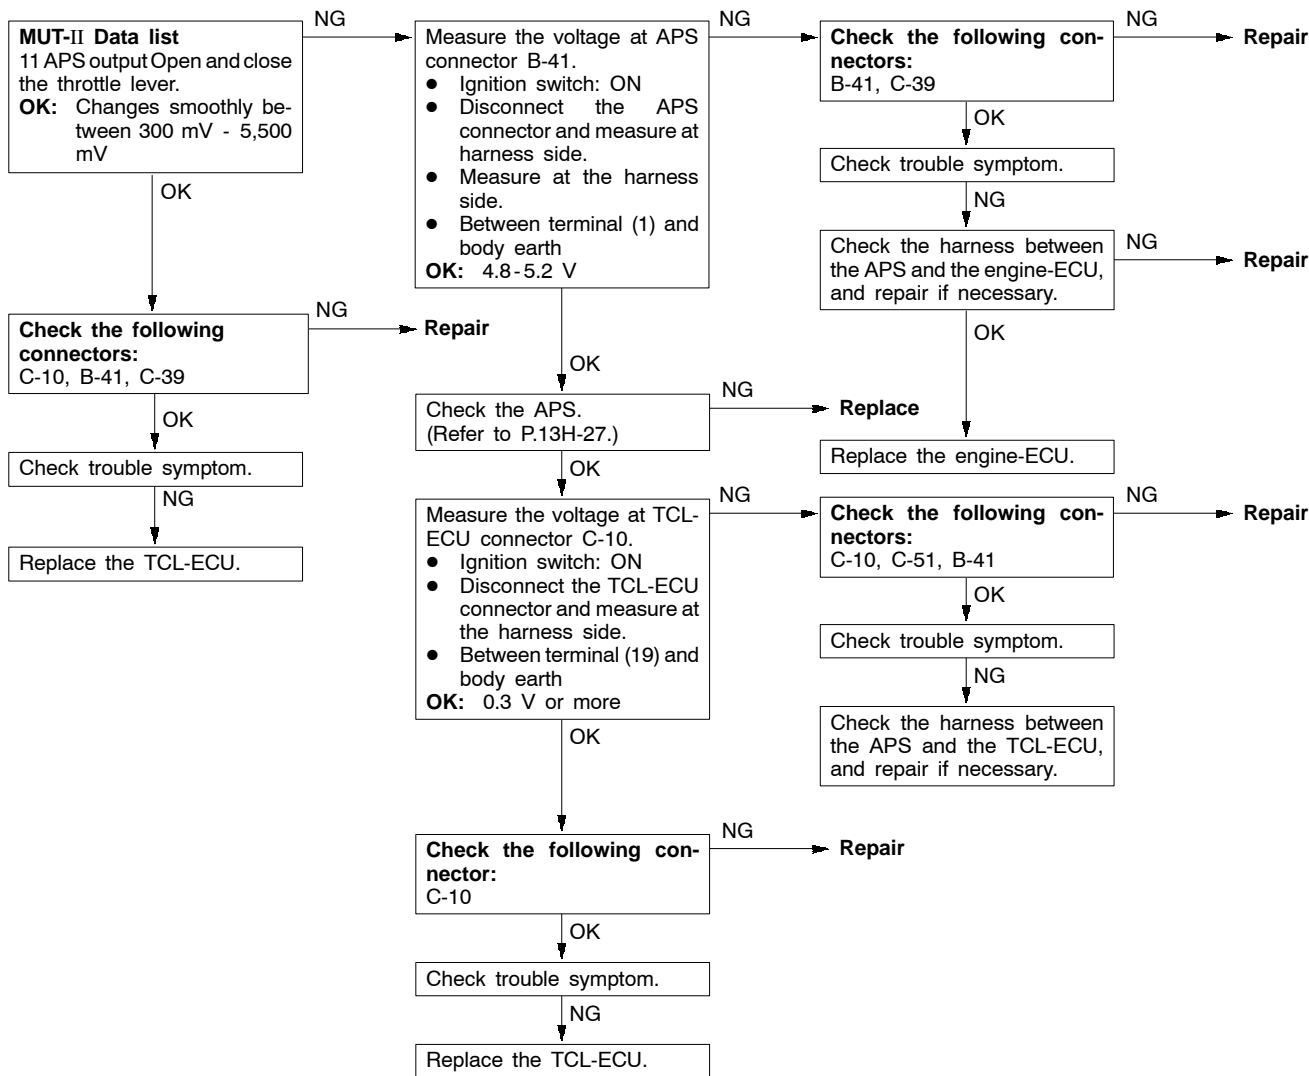 MUT-II Data list
11 APS output Open and close
the throttle lever.
OK: Changes smoothly be-
tween 300 mV - 5,500
mV
NG
OK
Check the following
connectors:
C-10, B-41, C-39
NG
Repair
OK
Check trouble symptom.
NG
Replace the TCL-ECU.
Measure the voltage at APS
connector B-41.
● Ignition switch: ON
● Disconnect the APS
connector and measure at
harness side.
● Measure at the harness
side.
● Between terminal (1) and
body earth
OK: 4.8-5.2 V
NG
OK
Check the APS.
(Refer to P.13H-27.)
NG
Replace
OK
Measure the voltage at TCL-
ECU connector C-10.
● Ignition switch: ON
● Disconnect the TCL-ECU
connector and measure at
the harness side.
● Between terminal (19) and
body earth
OK: 0.3 V or more
NG
OK
Check the following con-
nector:
C-10
NG
Repair
OK
Check trouble symptom.
NG
Replace the TCL-ECU.
Check the following con-
nectors:
B-41, C-39
NG
Repair
OK
Check trouble symptom.
NG
Check the harness between
the APS and the engine-ECU,
and repair if necessary.
NG
Repair
OK
Replace the engine-ECU.
Check the following con-
nectors:
C-10, C-51, B-41
NG
Repair
OK
Check trouble symptom.
NG
Check the harness between
the APS and the TCL-ECU,
and repair if necessary.